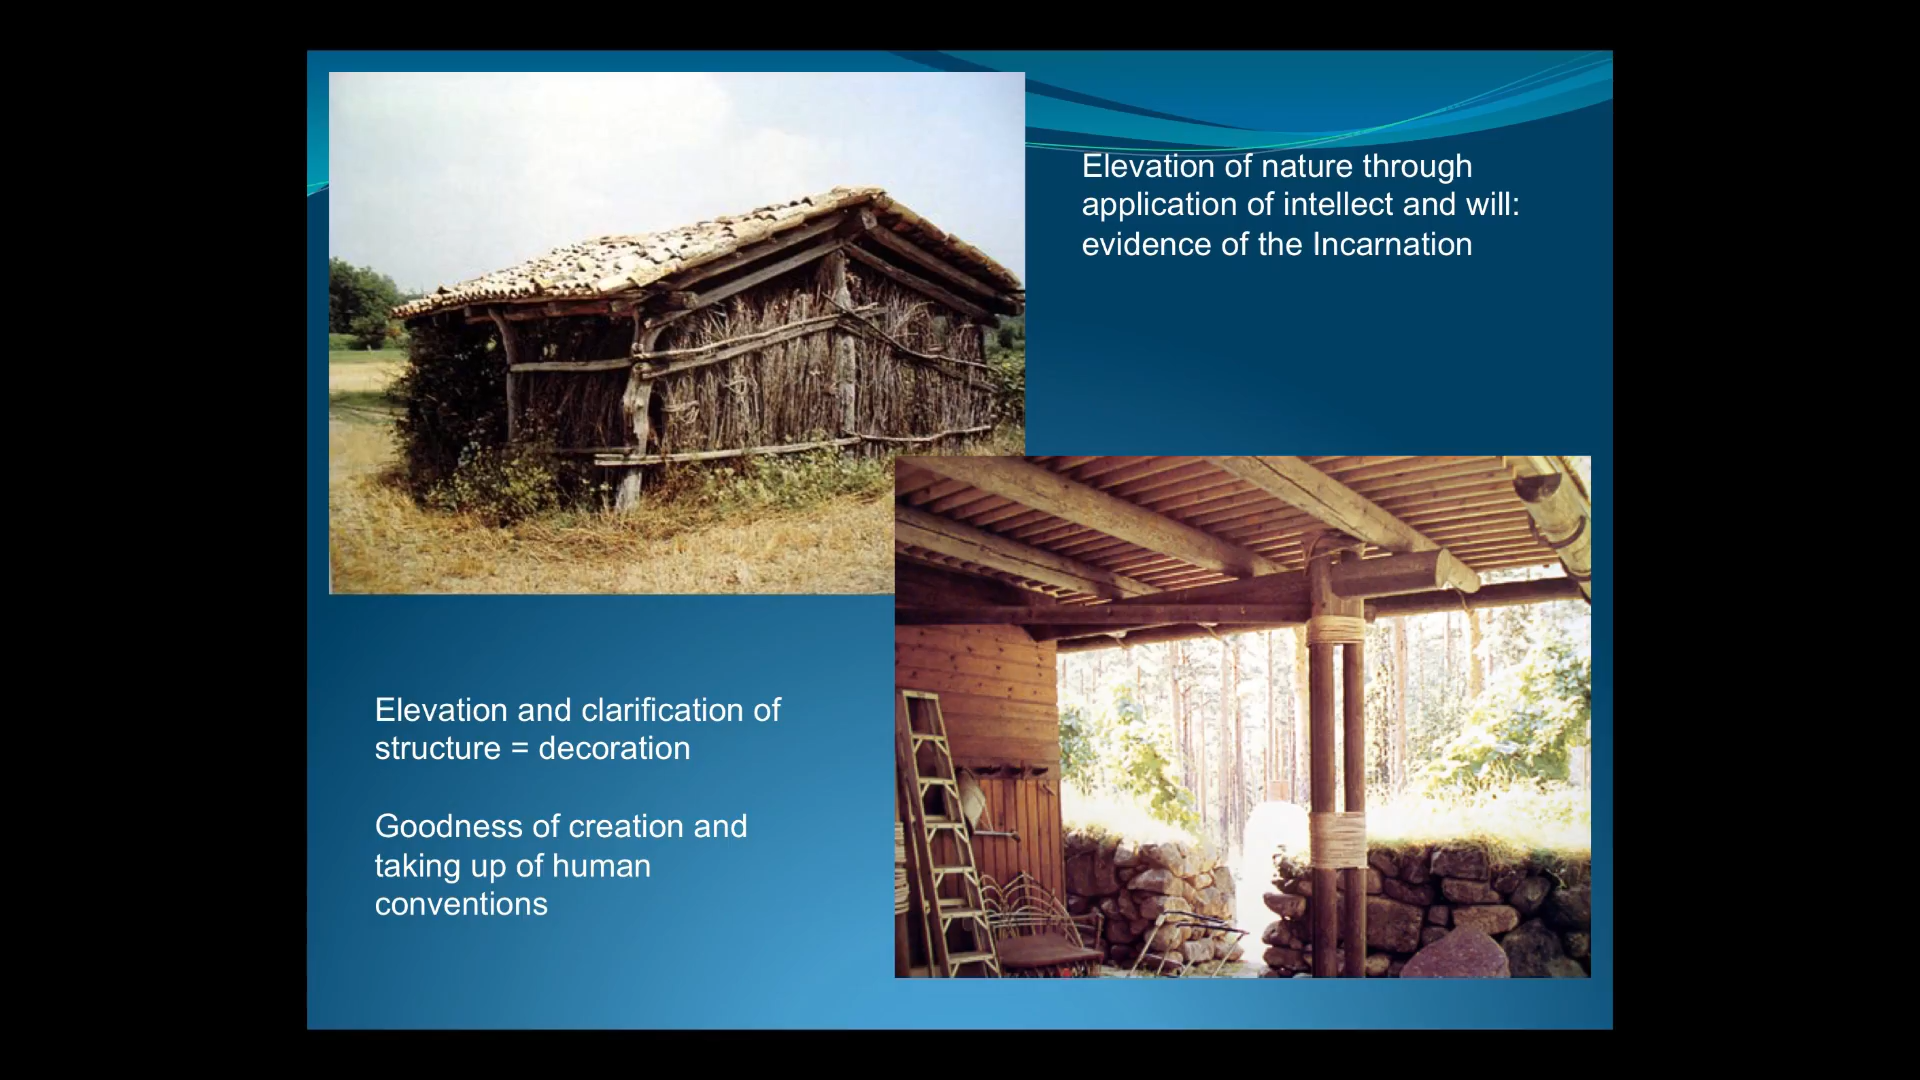 Elevation of nature through
application of intellect and will:
evidence of the Incarnation
Elevation and clarification of
structure = decoration
Goodness of creation and
taking up of human
conventions